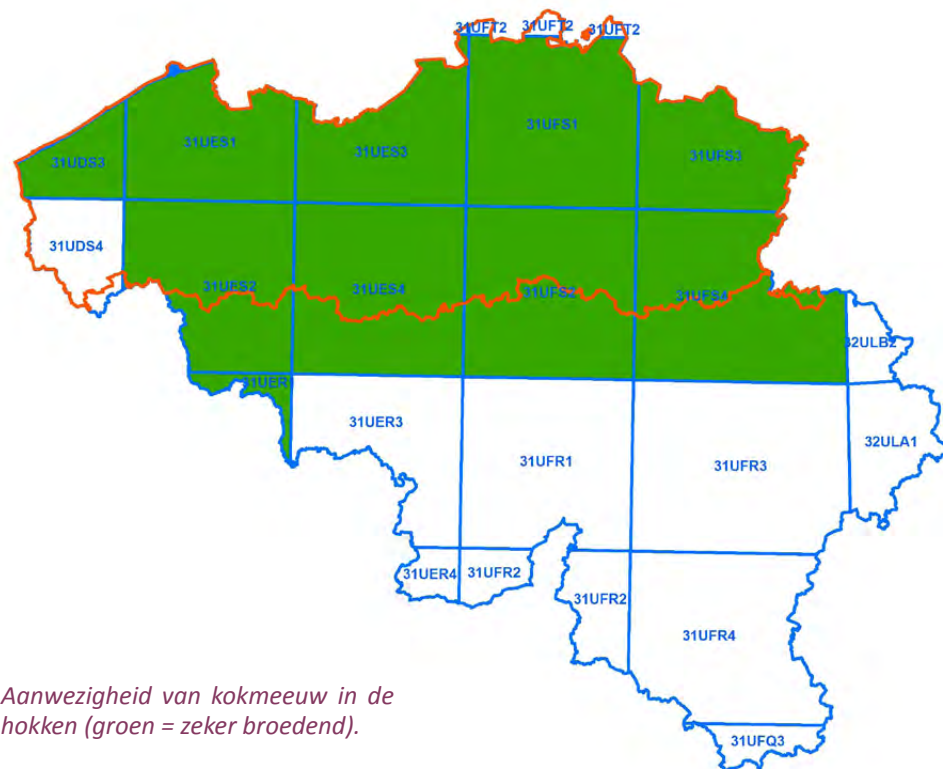 31UFT2
31UFT2
31UFT2
31UES1
31UES3
31UFS1
31UFS3
31UDS3
31UDS4
31UES2
31UES4
31UFS2
31UFS4
32ULB2
31UER1
31UER3
31UFR1
31UFR3
32ULA1
31UER4
31UFR2
31UFR2
31UFR4
31UFQ3
Aanwezigheid van kokmeeuw in de
hokken (groen = zeker broedend).